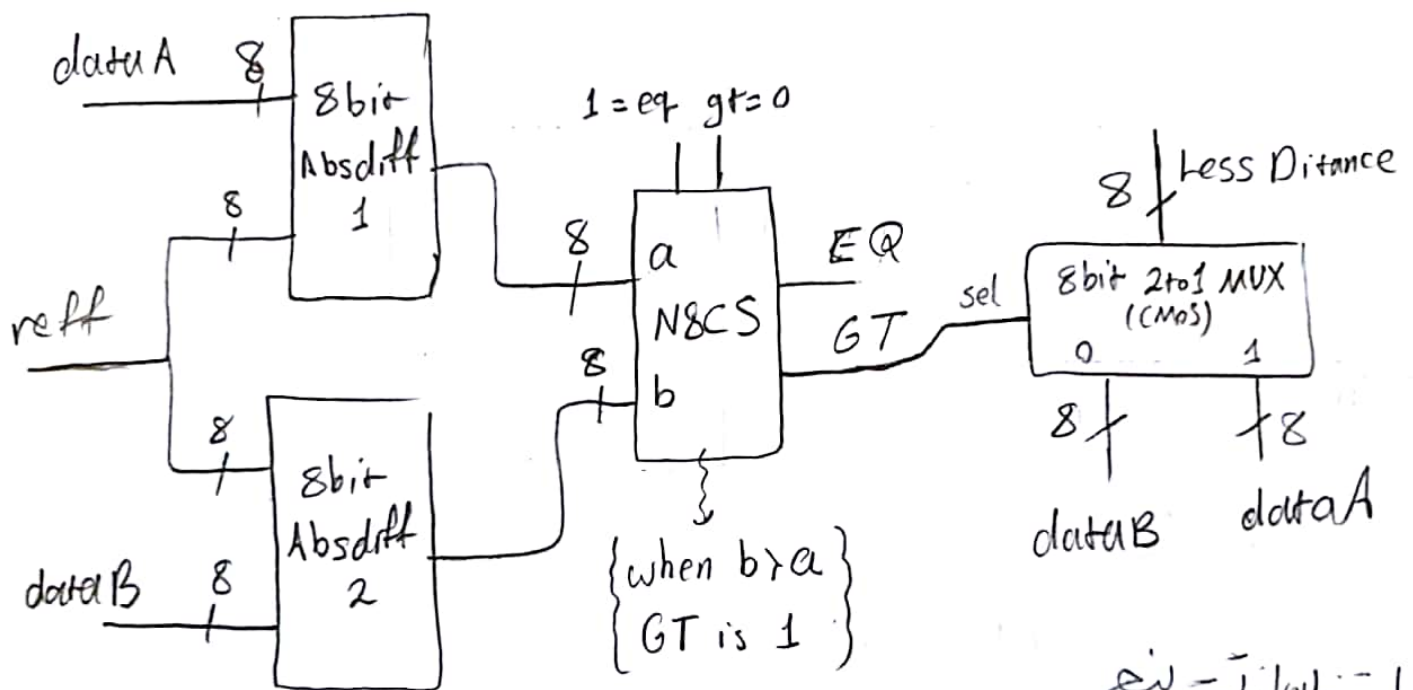 dataA
8
8bit
Absdiff
1
8
reff
8
8bit
Absdiff
2
dataB
8
1=eq gt=0
8
a
N8CS
8
b
EQ
GT
{when b>a
GT is 1}
sel
8
Less Ditance
8bit 2to1 MUX
(CMOS)
0 1
8
8
dataB
dataA